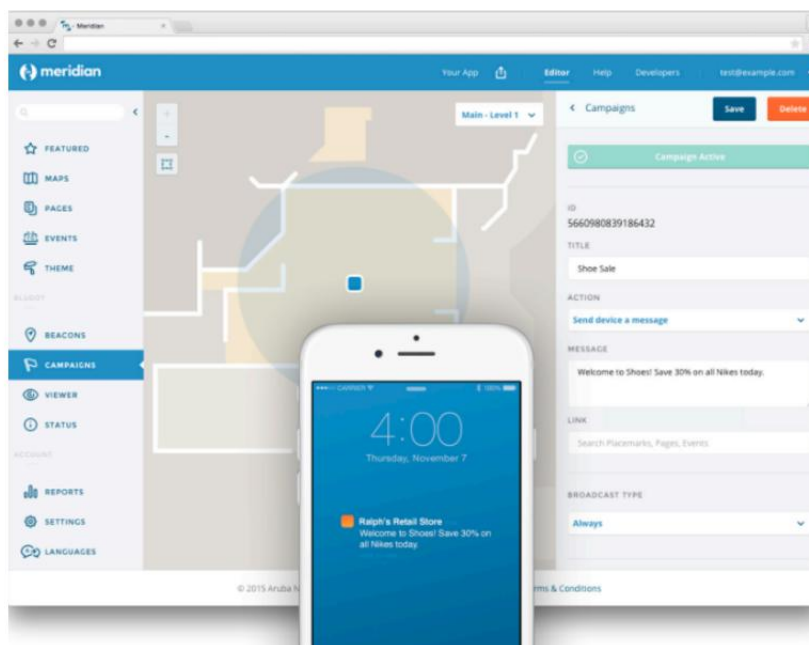 Meridian
meridian
Your App
Editor
Help
Developers
test@example.com
FEATURED
MAPS
PAGES
EVENTS
THEME
BEACONS
CAMPAIGNS
VIEWER
STATUS
ACCOUNT
REPORTS
SETTINGS
LANGUAGES
+
-
Main - Level 1
Campaigns
Save
Delete
Campaign Active
ID
5660980839186432
TITLE
Shoe Sale
ACTION
Send device a message
MESSAGE
Welcome to Shoes! Save 30% on all Nikes today.
LINK
Search Placemarks, Pages, Events
BROADCAST TYPE
Always
CARRIER
100%
4:00
Thursday, November 7
Ralph's Retail Store
Welcome to Shoes! Save 30% on
all Nikes today.
© 2015 Aruba
& Conditions